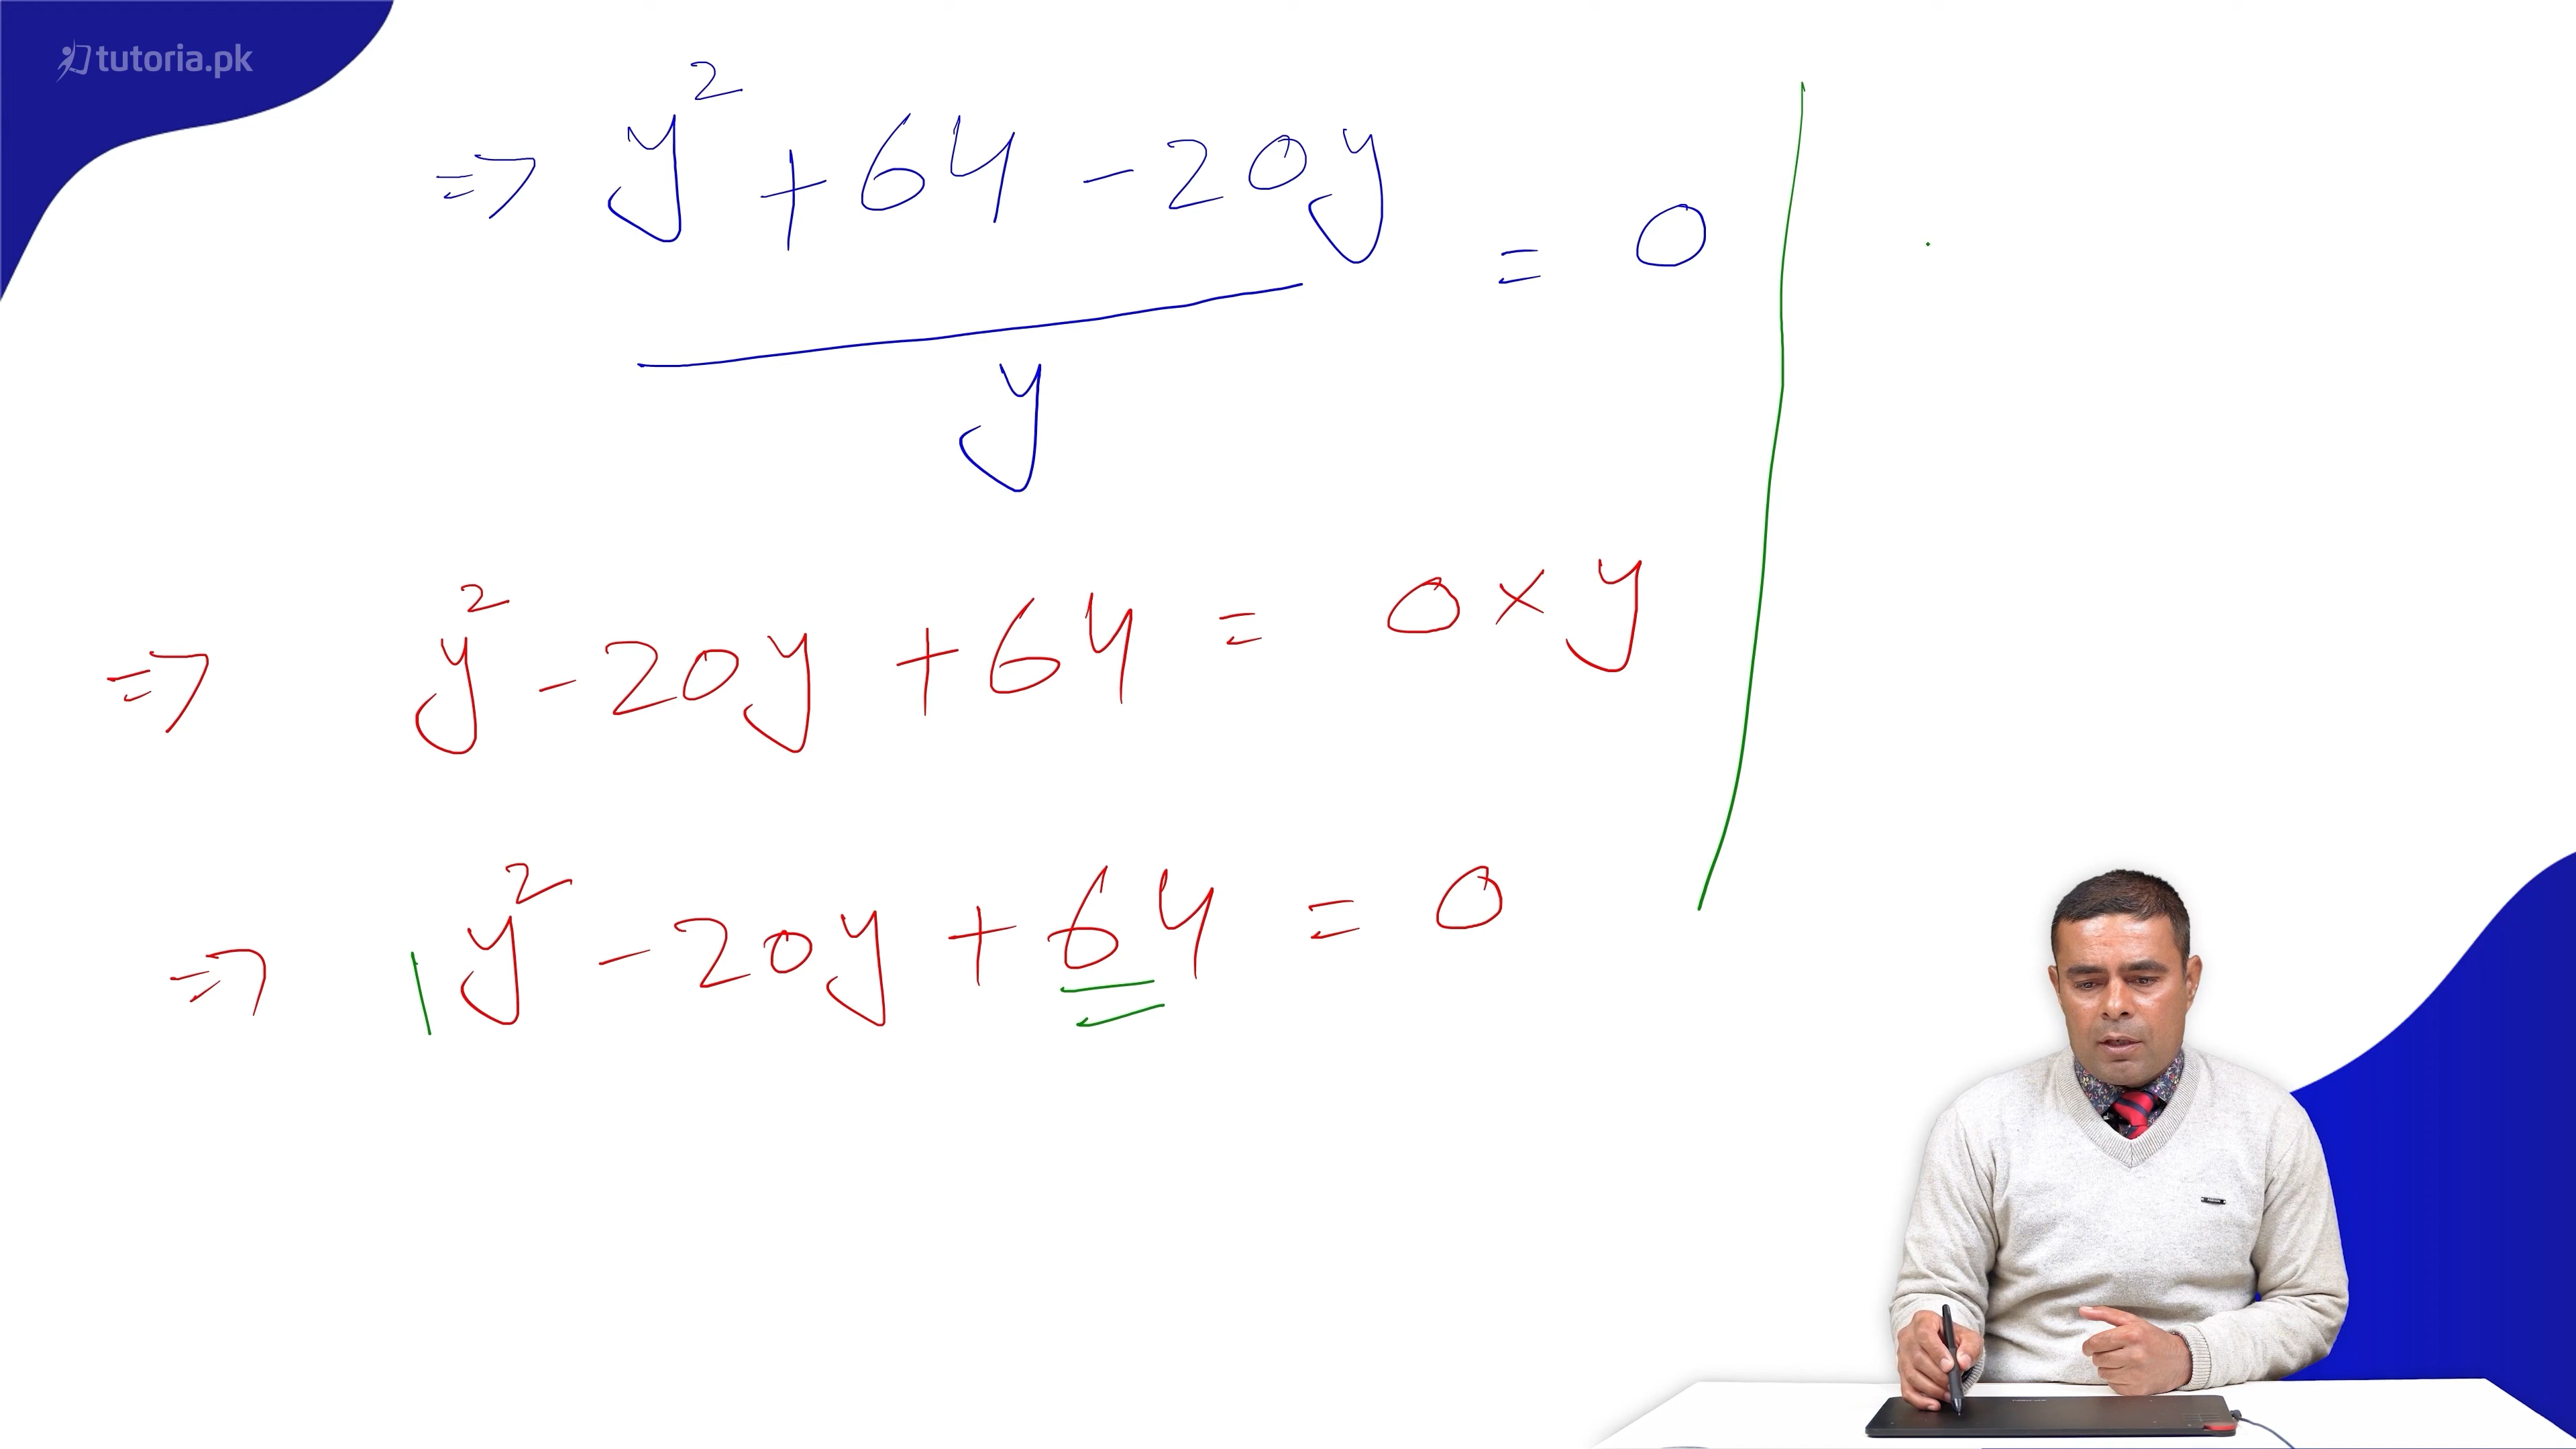 tutoria.pk
⇒ y² + 64 - 20y
= 0
y
⇒ y² - 20y + 64 = 0 × y
⇒ 1y² - 20y + 64 = 0